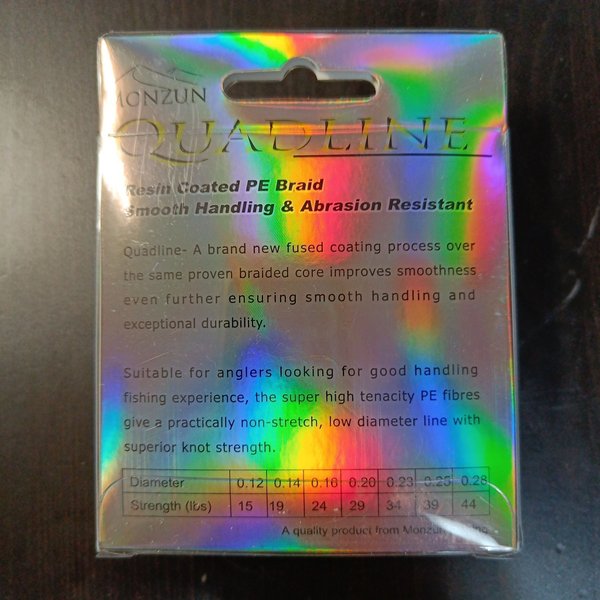 MONZUN
QUADLINE
Resin Coated PE Braid
Smooth Handling & Abrasion Resistant
Quadline- A brand new fused coating process over
the same proven braided core improves smoothness
even further ensuring smooth handling and
exceptional durability.
Suitable for anglers looking for good handling
fishing experience, the super high tenacity PE fibres
give a practically non-stretch, low diameter line with
superior knot strength.
Diameter 0.12 0.14 0.16 0.20 0.23 0.25 0.28
Strength (lbs) 15 19 24 29 34 39 44
A quality product from Monzun